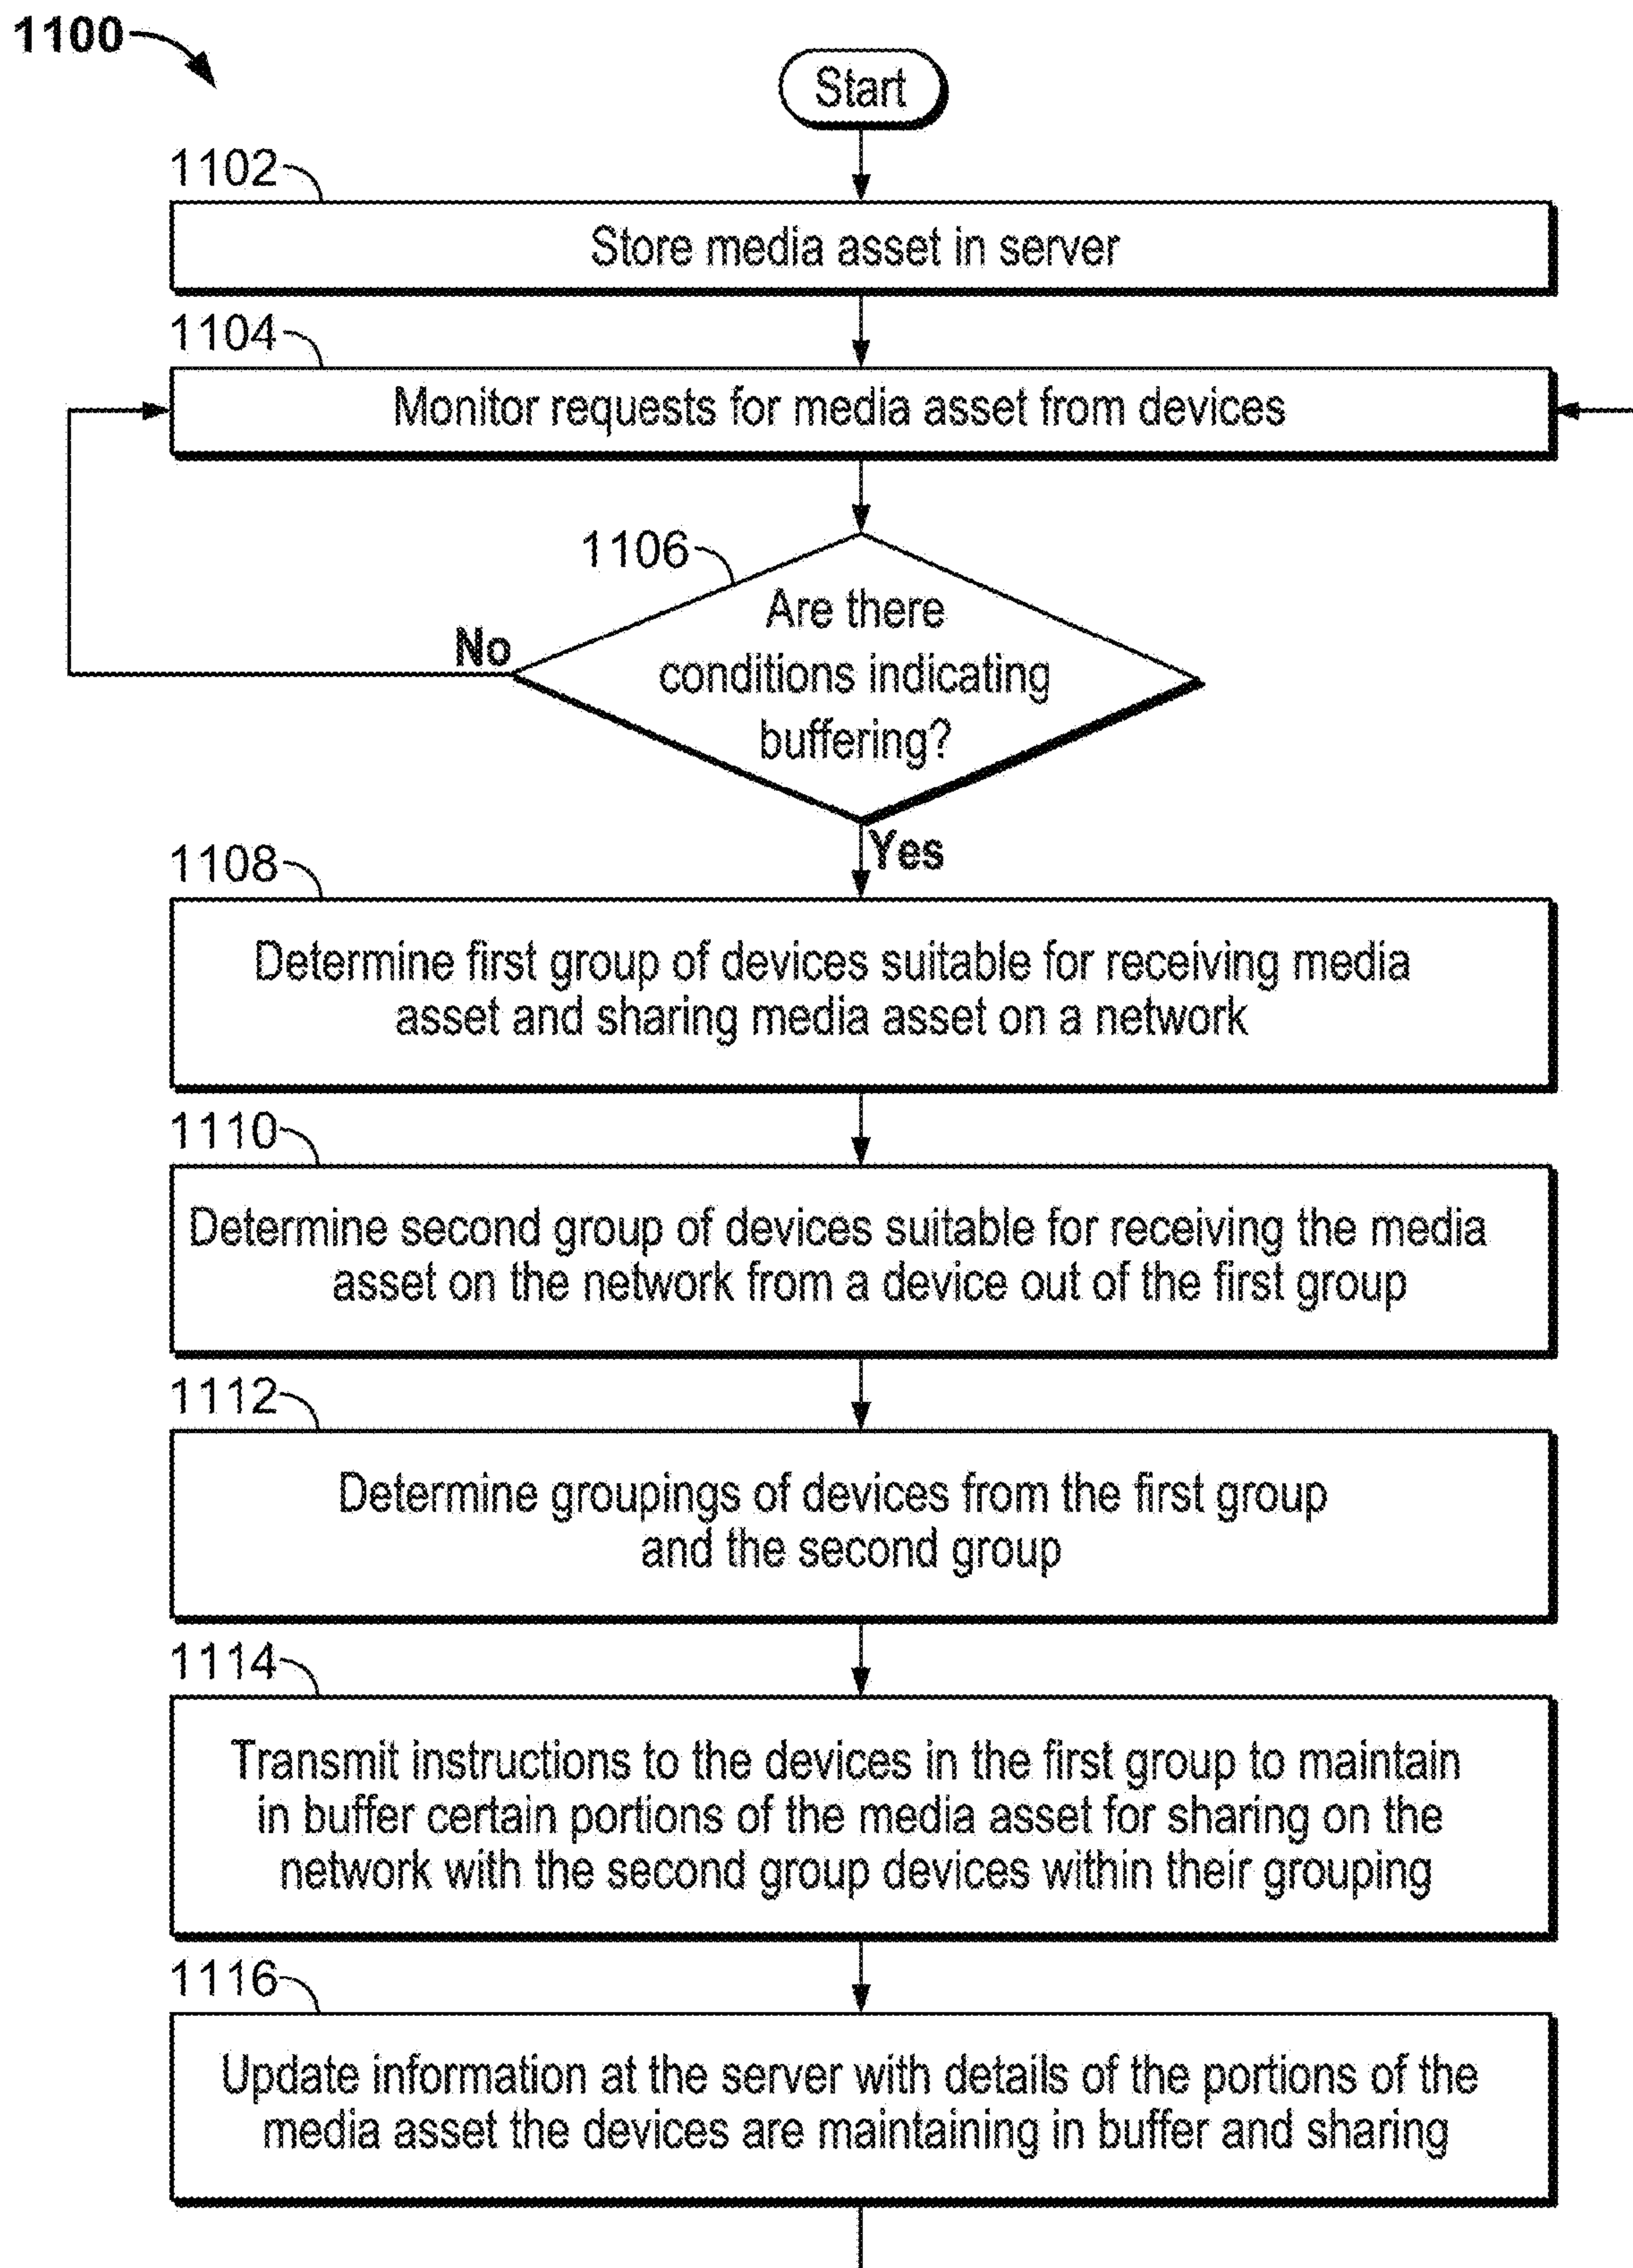 1100
Start
1102
Store media asset in server
1104
Monitor requests for media asset from devices
1106
Are there
conditions indicating
buffering?
No
Yes
1108
Determine first group of devices suitable for receiving media
asset and sharing media asset on a network
1110
Determine second group of devices suitable for receiving the media
asset on the network from a device out of the first group
1112
Determine groupings of devices from the first group
and the second group
1114
Transmit instructions to the devices in the first group to maintain
in buffer certain portions of the media asset for sharing on the
network with the second group devices within their grouping
1116
Update information at the server with details of the portions of the
media asset the devices are maintaining in buffer and sharing